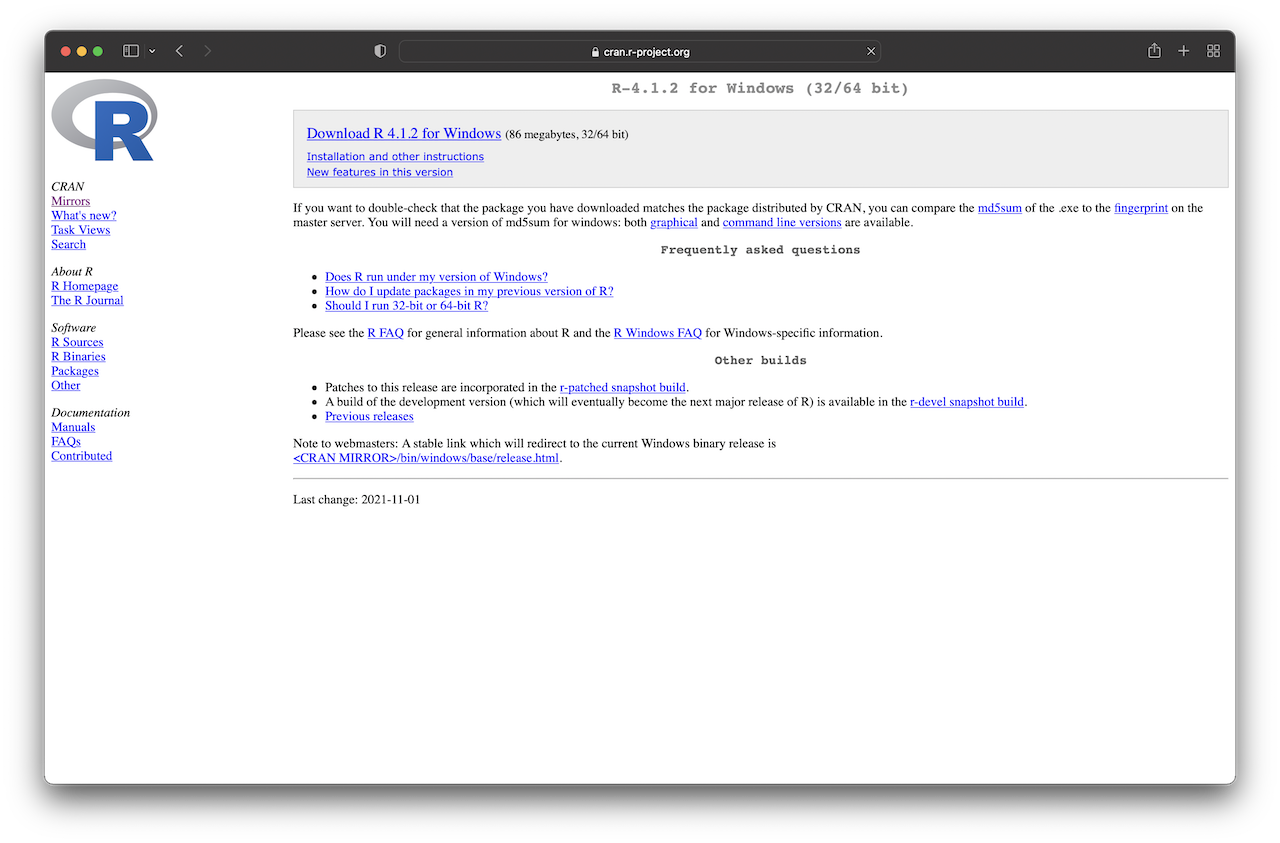 cran.r-project.org
R
R-4.1.2 for Windows (32/64 bit)
Download R 4.1.2 for Windows (86 megabytes, 32/64 bit)
Installation and other instructions
New features in this version
CRAN
Mirrors
What's new?
Task Views
Search
About R
R Homepage
The R Journal
Software
R Sources
R Binaries
Packages
Other
Documentation
Manuals
FAQs
Contributed
If you want to double-check that the package you have downloaded matches the package distributed by CRAN, you can compare the md5sum of the .exe to the fingerprint on the
master server. You will need a version of md5sum for windows: both graphical and command line versions are available.
Frequently asked questions
• Does R run under my version of Windows?
• How do I update packages in my previous version of R?
• Should I run 32-bit or 64-bit R?
Please see the R FAQ for general information about R and the R Windows FAQ for Windows-specific information.
Other builds
• Patches to this release are incorporated in the r-patched snapshot build.
• A build of the development version (which will eventually become the next major release of R) is available in the r-devel snapshot build.
• Previous releases
Note to webmasters: A stable link which will redirect to the current Windows binary release is
<CRAN MIRROR>/bin/windows/base/release.html.
Last change: 2021-11-01